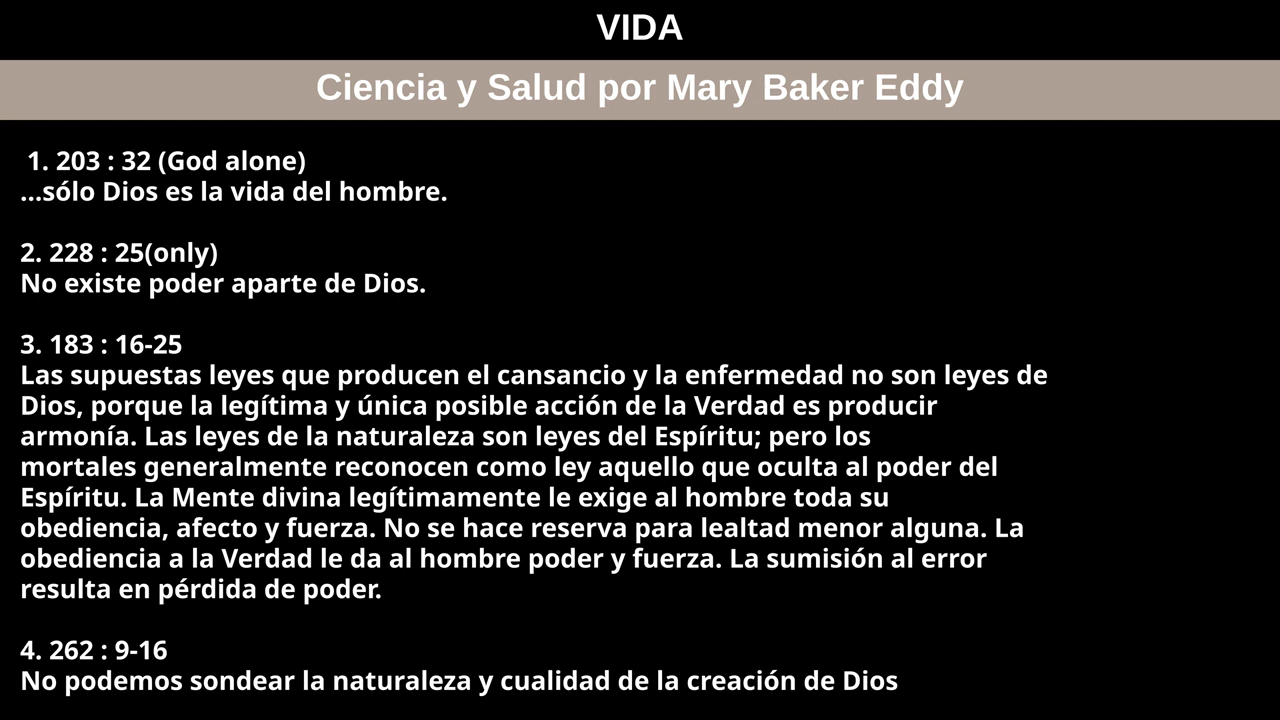 VIDA
Ciencia y Salud por Mary Baker Eddy
1. 203 : 32 (God alone)
...sólo Dios es la vida del hombre.
2. 228 : 25(only)
No existe poder aparte de Dios.
3. 183 : 16-25
Las supuestas leyes que producen el cansancio y la enfermedad no son leyes de
Dios, porque la legítima y única posible acción de la Verdad es producir
armonía. Las leyes de la naturaleza son leyes del Espíritu; pero los
mortales generalmente reconocen como ley aquello que oculta al poder del
Espíritu. La Mente divina legítimamente le exige al hombre toda su
obediencia, afecto y fuerza. No se hace reserva para lealtad menor alguna. La
obediencia a la Verdad le da al hombre poder y fuerza. La sumisión al error
resulta en pérdida de poder.
4. 262 : 9-16
No podemos sondear la naturaleza y cualidad de la creación de Dios